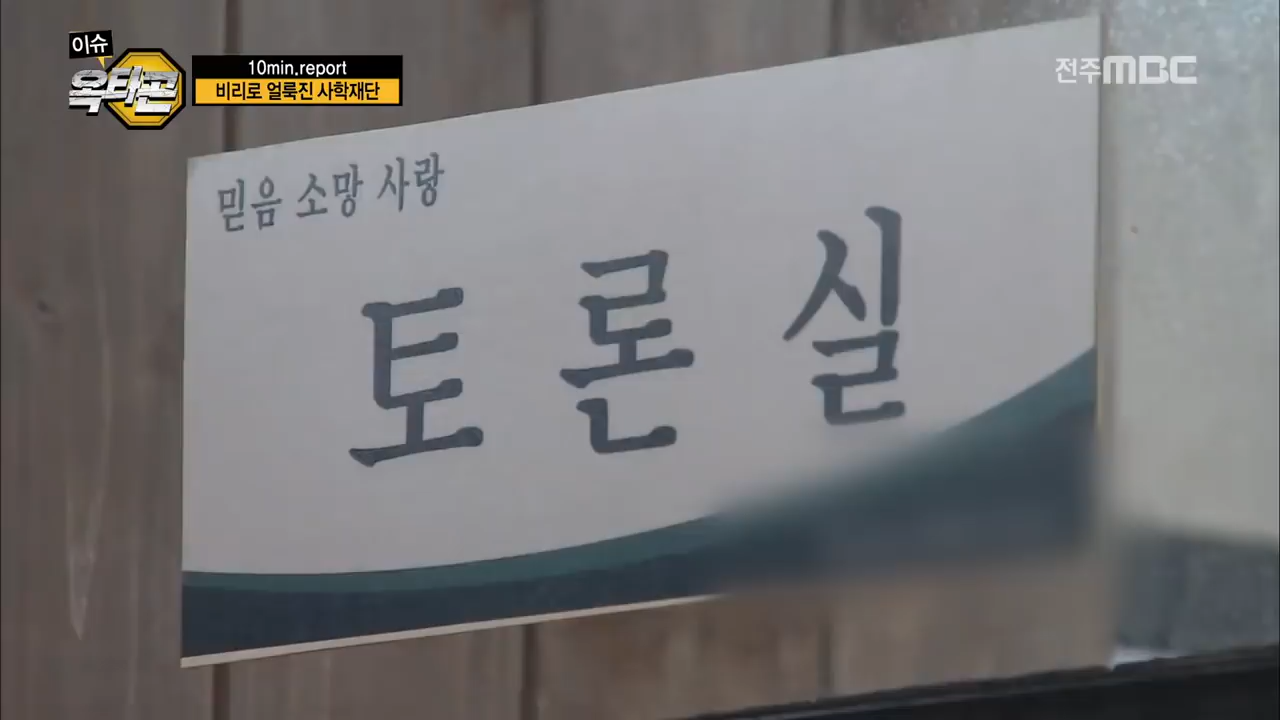 이슈
옥타곤
10min.report
비리로 얼룩진 사학재단
전주MBC
믿음 소망 사랑
토론실